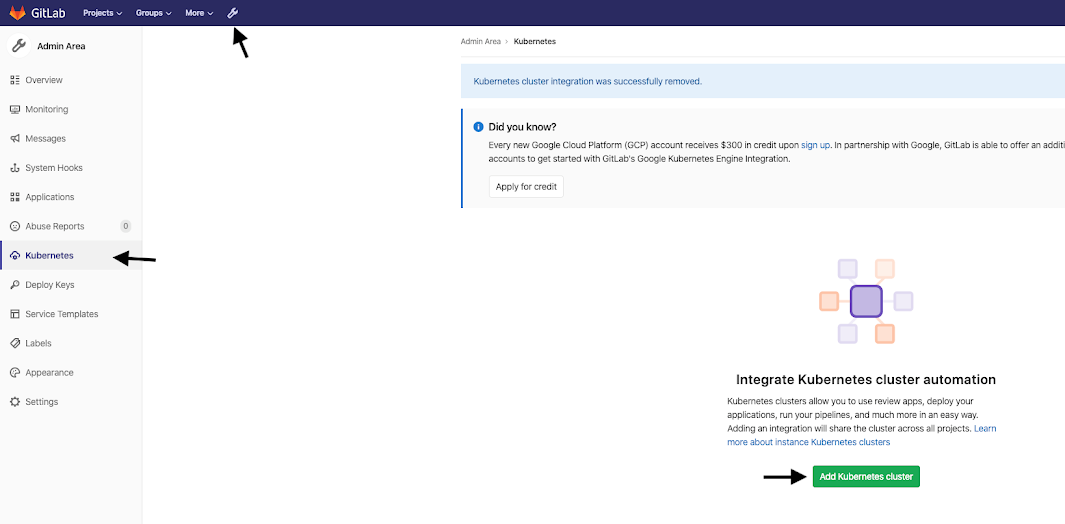 GitLab Projects Groups More
Admin Area
Overview
Monitoring
Messages
System Hooks
Applications
Abuse Reports 0
Kubernetes
Deploy Keys
Service Templates
Labels
Appearance
Settings
Admin Area › Kubernetes
Kubernetes cluster integration was successfully removed.
Did you know?
Every new Google Cloud Platform (GCP) account receives $300 in credit upon sign up. In partnership with Google, GitLab is able to offer an additi
accounts to get started with GitLab's Google Kubernetes Engine Integration.
Apply for credit
Integrate Kubernetes cluster automation
Kubernetes clusters allow you to use review apps, deploy your
applications, run your pipelines, and much more in an easy way.
Adding an integration will share the cluster across all projects. Learn
more about instance Kubernetes clusters
Add Kubernetes cluster